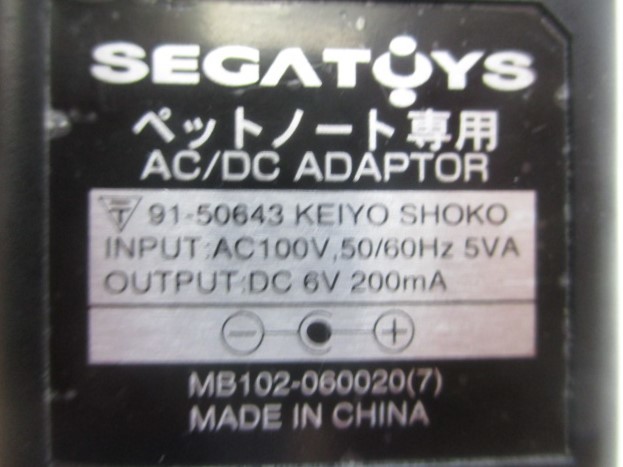 SEGATOYS
ペットノート専用
AC/DC ADAPTOR
T 91-50643 KEIYO SHOKO
INPUT:AC100V,50/60Hz 5VA
OUTPUT:DC 6V 200mA
MB102-060020(7)
MADE IN CHINA